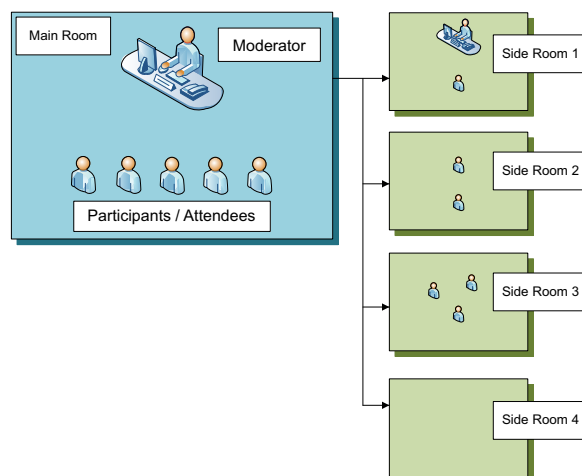 Main Room
Moderator
Participants / Attendees
Side Room 1
Side Room 2
Side Room 3
Side Room 4